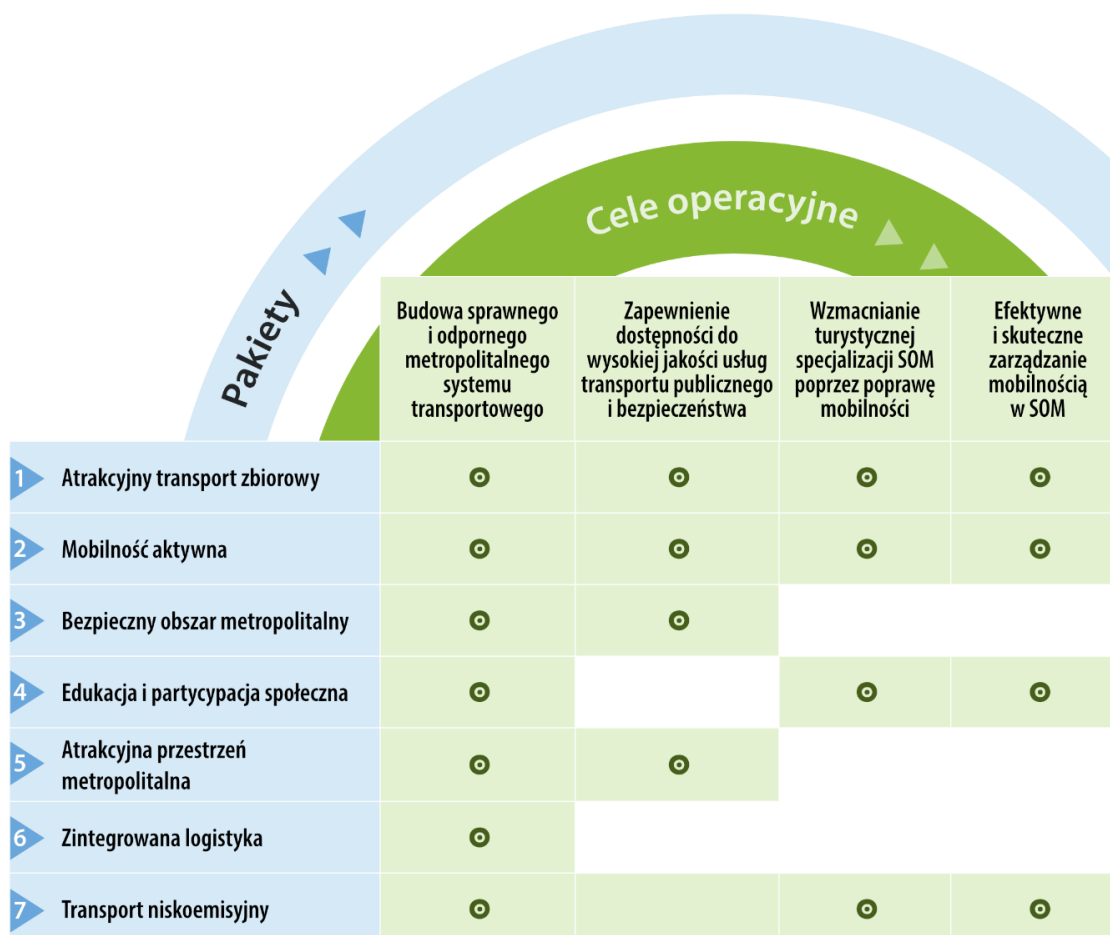 Cele operacyjne
Pakiety
Budowa sprawnego
i odpornego
metropolitalnego
systemu
transportowego
Zapewnienie
dostępności do
wysokiej jakości usług
transportu publicznego
i bezpieczeństwa
Wzmacnianie
turystycznej
specjalizacji SOM
poprzez poprawę
mobilności
Efektywne
i skuteczne
zarządzanie
mobilnością
w SOM
1 Atrakcyjny transport zbiorowy
2 Mobilność aktywna
3 Bezpieczny obszar metropolitalny
4 Edukacja i partycypacja społeczna
5 Atrakcyjna przestrzeń
metropolitalna
6 Zintegrowana logistyka
7 Transport niskoemisyjny